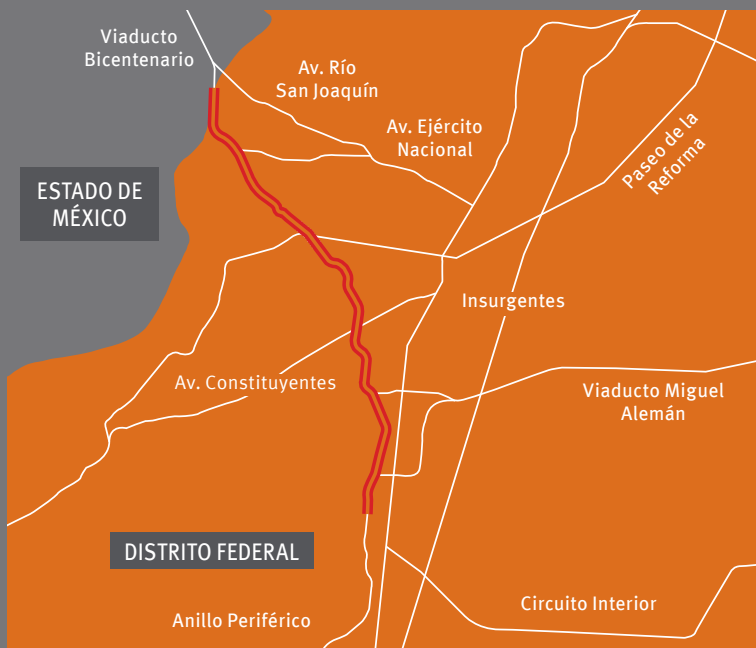 Viaducto
Bicentenario
Av. Río
San Joaquín
Av. Ejército
Nacional
Paseo de la
Reforma
ESTADO DE
MÉXICO
Insurgentes
Av. Constituyentes
Viaducto Miguel
Alemán
DISTRITO FEDERAL
Anillo Periférico
Circuito Interior